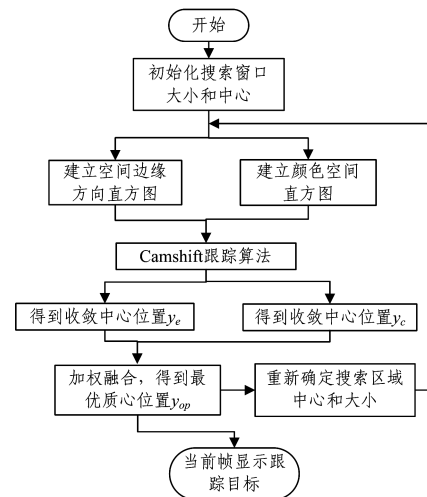 开始
初始化搜索窗口
大小和中心
建立空间边缘
方向直方图
建立颜色空间
直方图
Camshift跟踪算法
得到收敛中心位置ye
得到收敛中心位置yc
加权融合，得到最
优质心位置yop
重新确定搜索区域
中心和大小
当前帧显示跟
踪目标